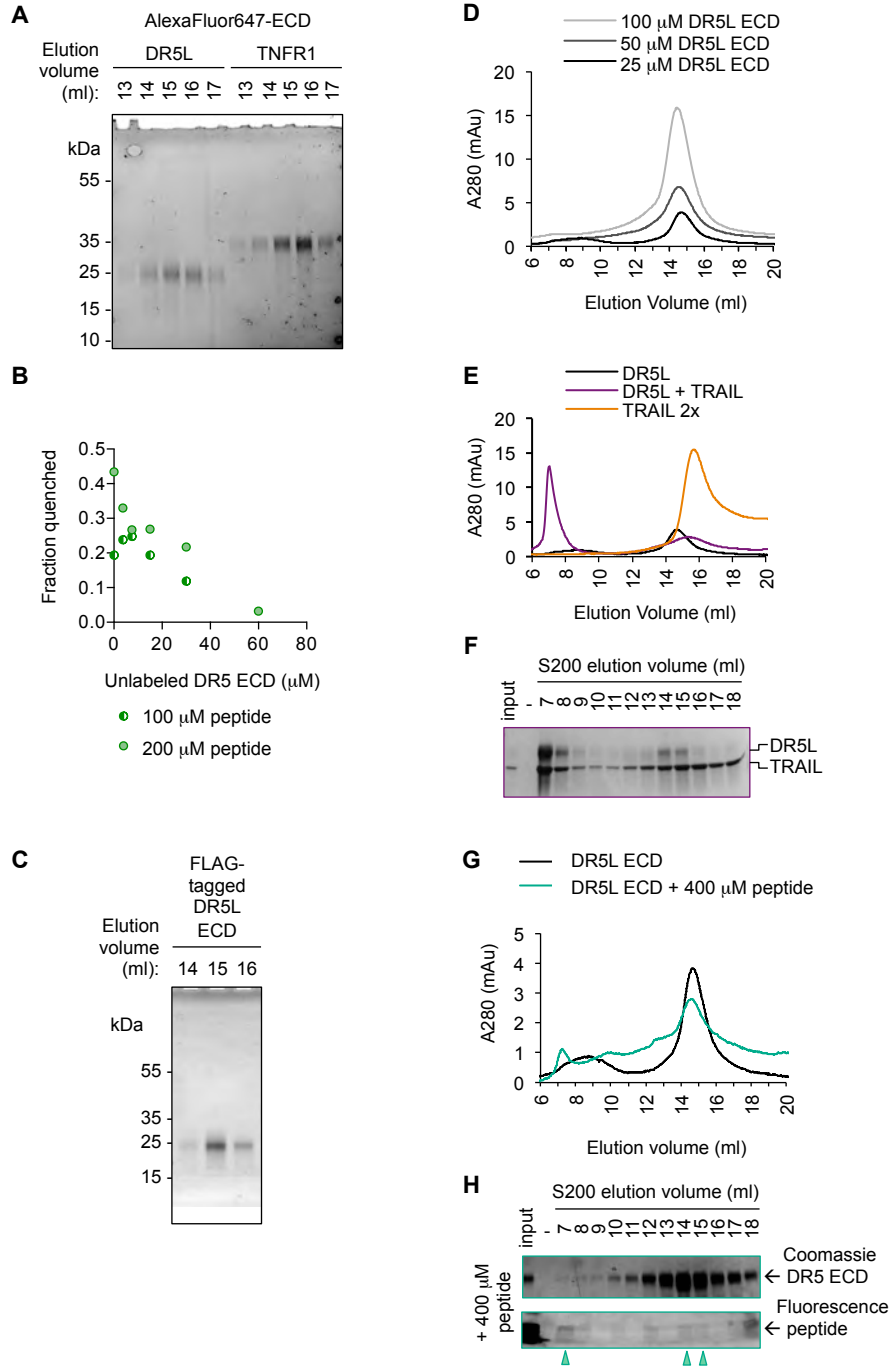 A
AlexaFluor647-ECD
Elution volume (ml):
DR5L TNFR1
13 14 15 16 17 13 14 15 16 17
kDa
55 -
35 -
25 -
15 -
10 -
B
Fraction quenched
0.5
0.4
0.3
0.2
0.1
0.0
0 20 40 60 80
Unlabeled DR5 ECD (μM)
100 μM peptide
200 μM peptide
C
FLAG-
tagged
DR5L
ECD
Elution
volume
(ml):
14 15 16
kDa
55 -
35 -
25 -
15 -
D
100 μM DR5L ECD
50 μM DR5L ECD
25 μM DR5L ECD
A280 (mAu)
20
15
10
5
0
6 8 10 12 14 16 18 20
Elution Volume (ml)
E
DR5L
DR5L + TRAIL
TRAIL 2x
A280 (mAu)
20
15
10
5
0
6 8 10 12 14 16 18 20
Elution Volume (ml)
F
S200 elution volume (ml)
input - 7 8 9 10 11 12 13 14 15 16 17 18
DR5L
TRAIL
G
DR5L ECD
DR5L ECD + 400 μM peptide
A280 (mAu)
5
4
3
2
1
0
6 8 10 12 14 16 18 20
Elution volume (ml)
H
S200 elution volume (ml)
input - 7 8 9 10 11 12 13 14 15 16 17 18
+ 400 μM
peptide
Coomassie
← DR5 ECD
Fluorescence
← peptide